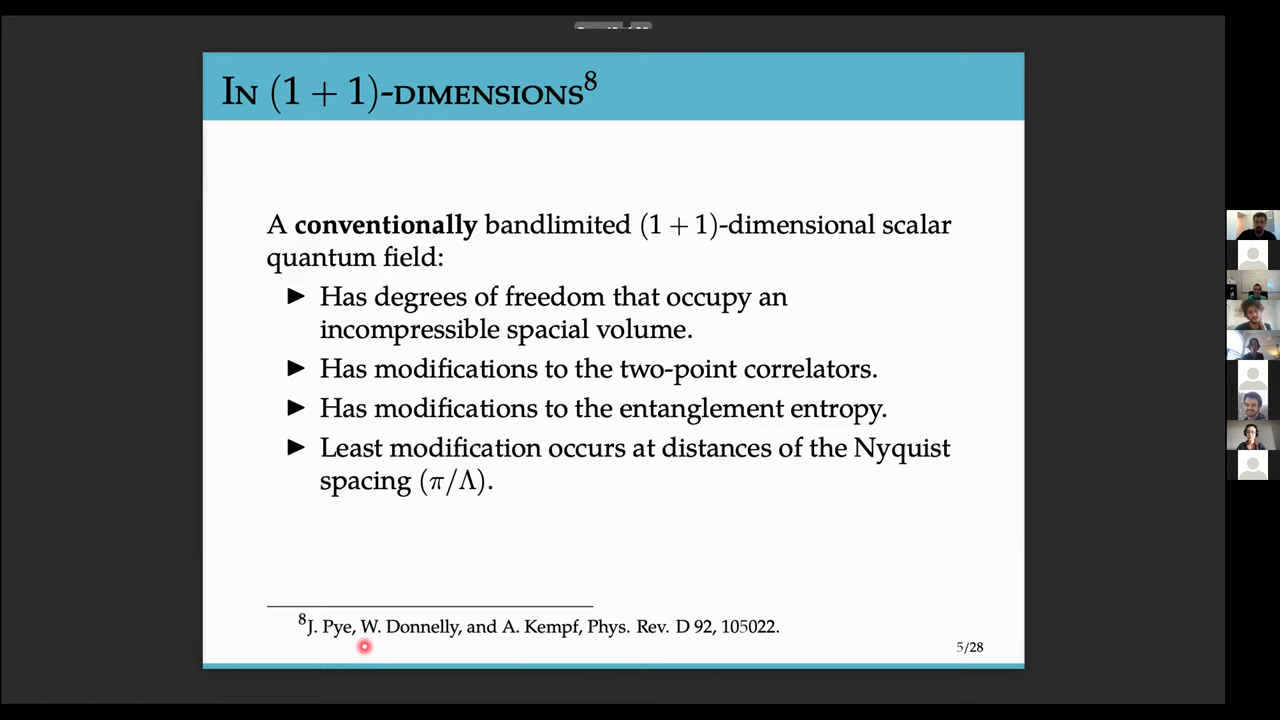 In (1 + 1)-dimensions⁸
A conventionally bandlimited (1 + 1)-dimensional scalar
quantum field:
▶ Has degrees of freedom that occupy an
incompressible spacial volume.
▶ Has modifications to the two-point correlators.
▶ Has modifications to the entanglement entropy.
▶ Least modification occurs at distances of the Nyquist
spacing (π/Λ).
⁸J. Pye, W. Donnelly, and A. Kempf, Phys. Rev. D 92, 105022.
5/28